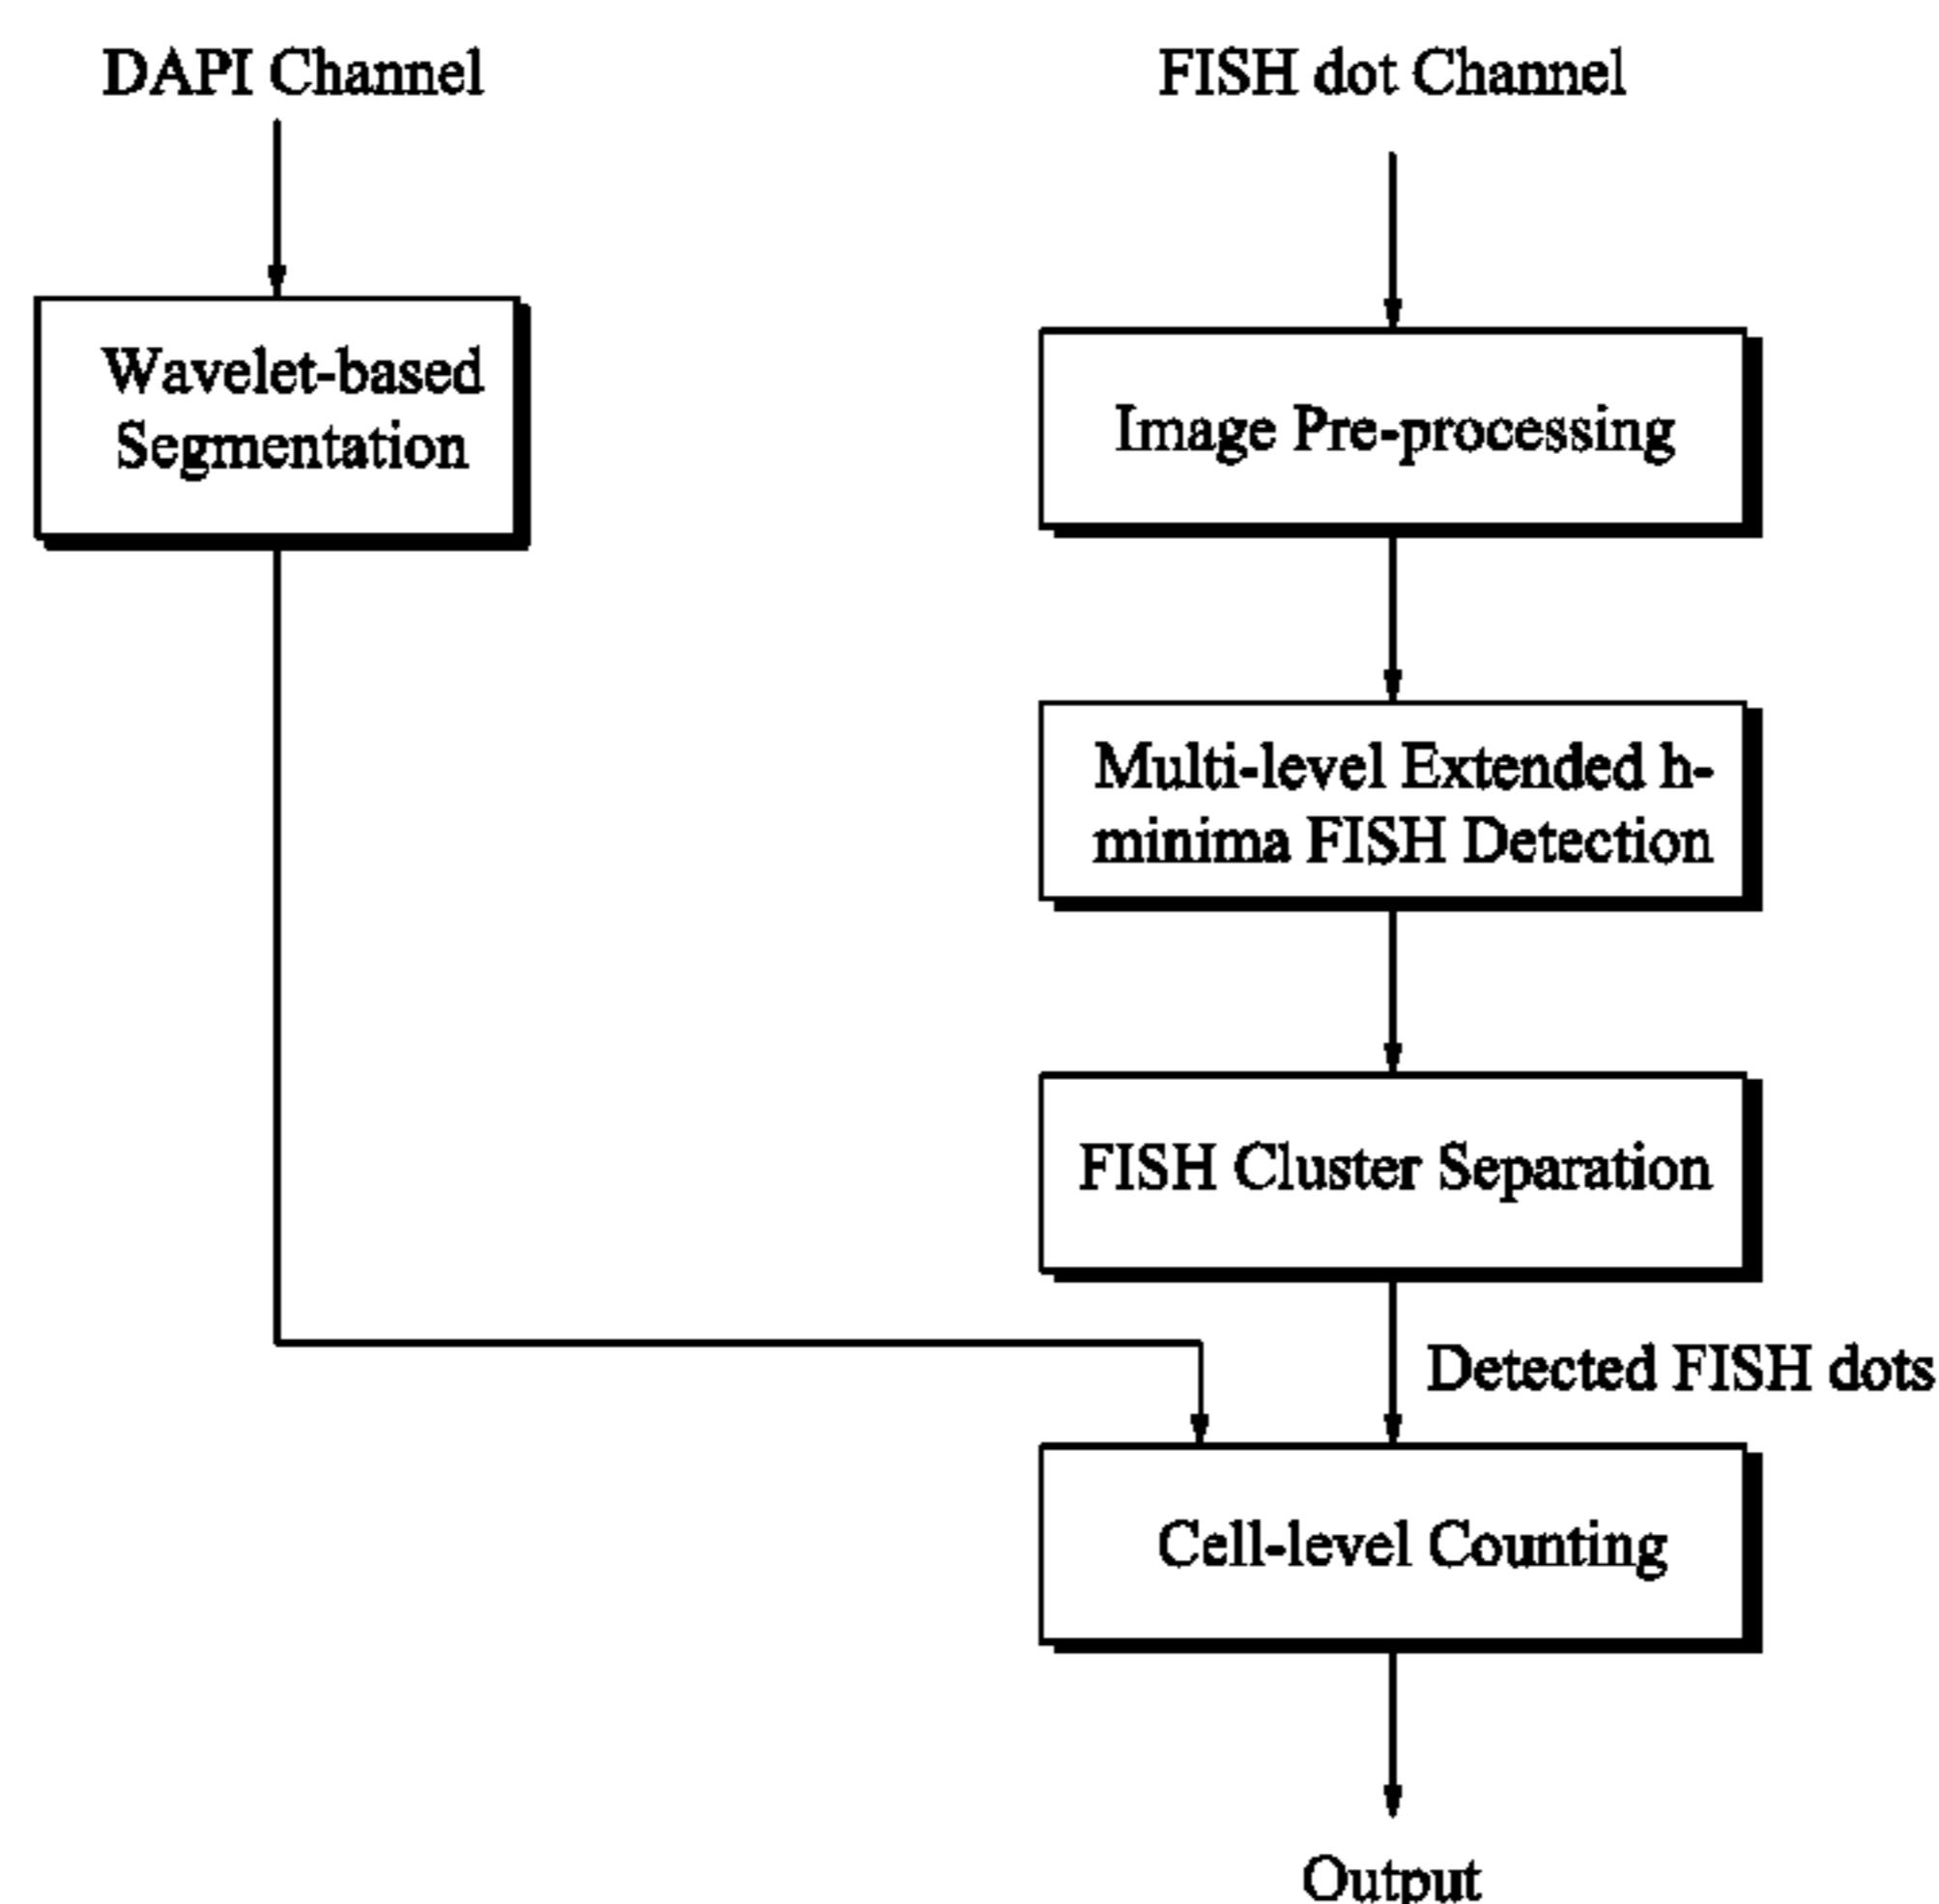 DAPI Channel
FISH dot Channel
Wavelet-based
Segmentation
Image Pre-processing
Multi-level Extended h-
minima FISH Detection
FISH Cluster Separation
Detected FISH dots
Cell-level Counting
Output